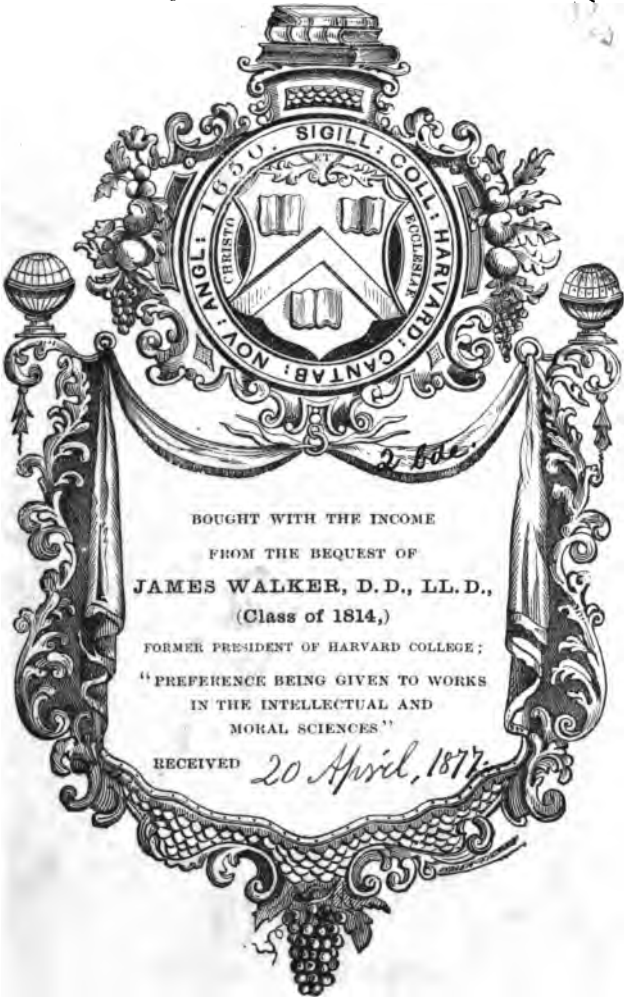 SIGILL: COLL: HARVARD: CANTAB: NOV: ANGL: 1650.
CHRISTO
ET
ECCLESIAE
2 bde.
BOUGHT WITH THE INCOME
FROM THE BEQUEST OF
JAMES WALKER, D.D., LL.D.,
(Class of 1814,)
FORMER PRESIDENT OF HARVARD COLLEGE;
"PREFERENCE BEING GIVEN TO WORKS
IN THE INTELLECTUAL AND
MORAL SCIENCES"
RECEIVED 20 April, 1877.